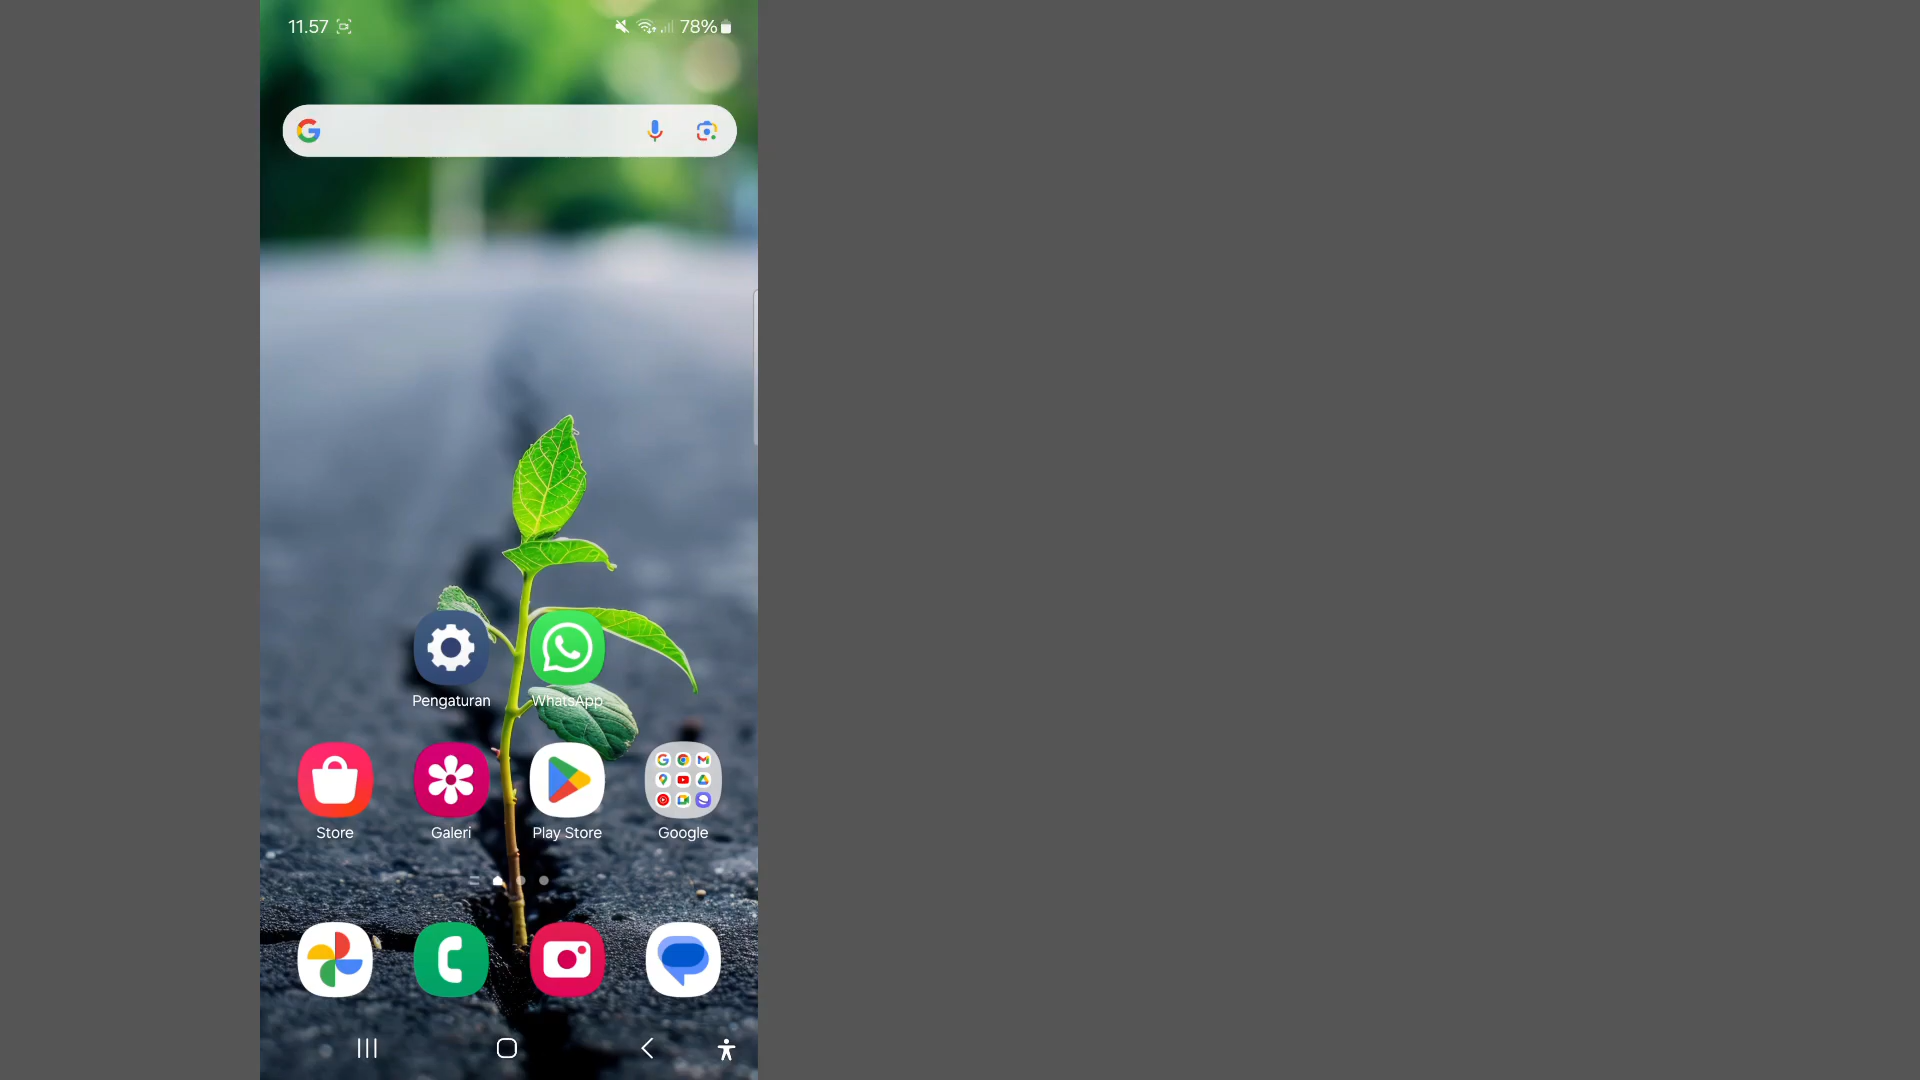 11.57
78%
Pengaturan
WhatsApp
Store
Galeri
Play Store
Google